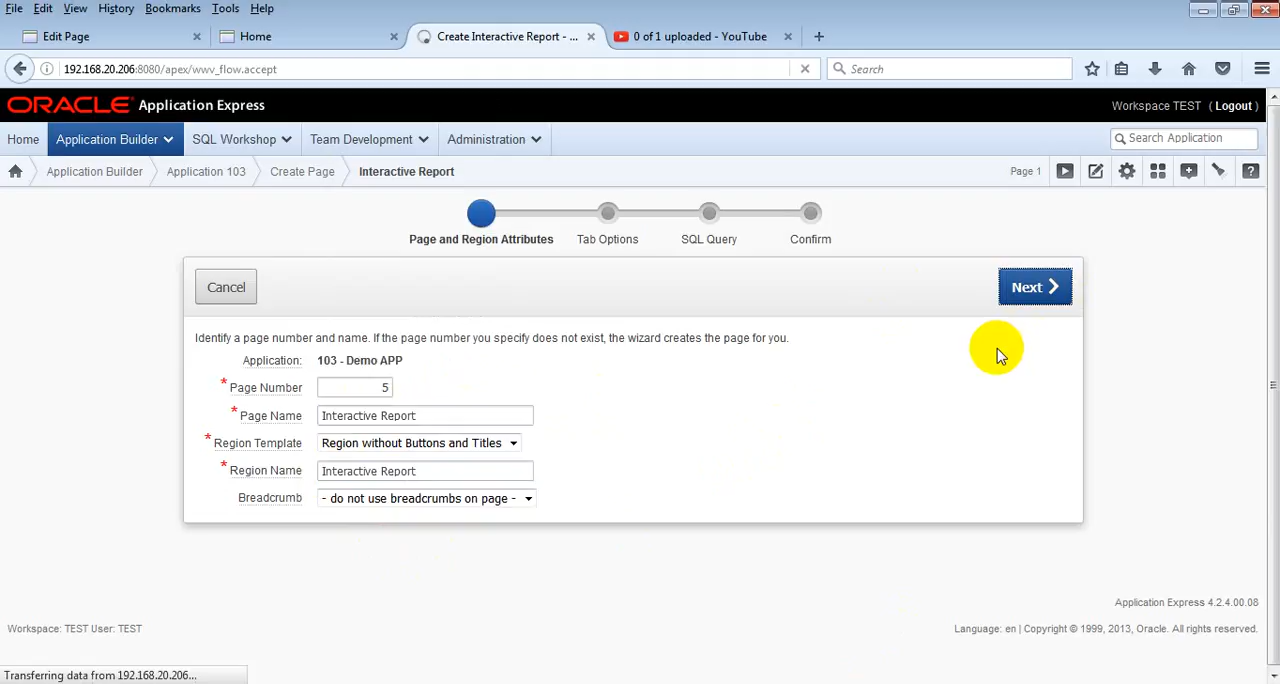 File Edit View History Bookmarks Tools Help
Edit Page Home Create Interactive Report - ... 0 of 1 uploaded - YouTube
192.168.20.206:8080/apex/wwv_flow.accept Search
ORACLE Application Express Workspace TEST ( Logout )
Home Application Builder SQL Workshop Team Development Administration Search Application
Application Builder Application 103 Create Page Interactive Report Page 1
Page and Region Attributes Tab Options SQL Query Confirm
Cancel Next
Identify a page number and name. If the page number you specify does not exist, the wizard creates the page for you.
Application: 103 - Demo APP
* Page Number 5
* Page Name Interactive Report
* Region Template Region without Buttons and Titles
* Region Name Interactive Report
Breadcrumb - do not use breadcrumbs on page -
Application Express 4.2.4.00.08
Workspace: TEST User: TEST Language: en | Copyright © 1999, 2013, Oracle. All rights reserved.
Transferring data from 192.168.20.206...